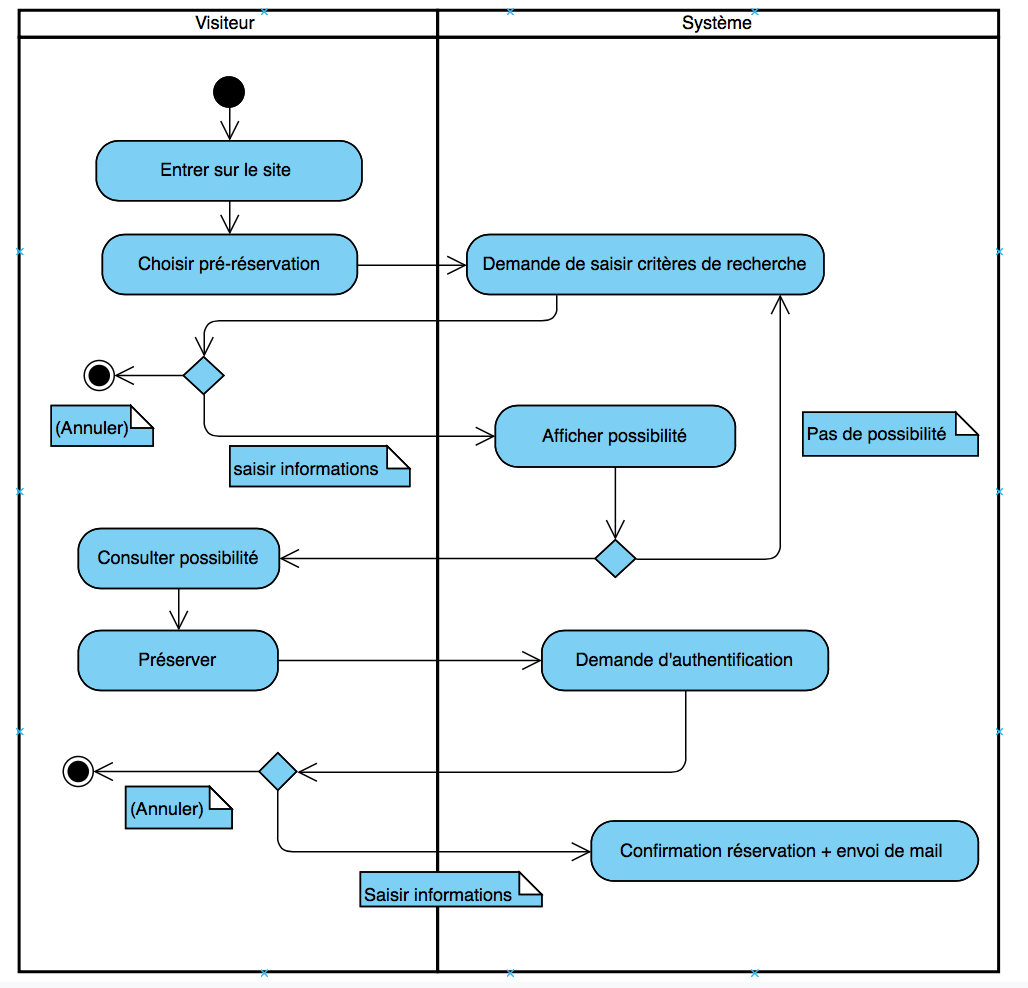 Visiteur
Système
Entrer sur le site
Choisir pré-réservation
Demande de saisir critères de recherche
(Annuler)
Afficher possibilité
Pas de possibilité
saisir informations
Consulter possibilité
Préserver
Demande d'authentification
(Annuler)
Confirmation réservation + envoi de mail
Saisir informations